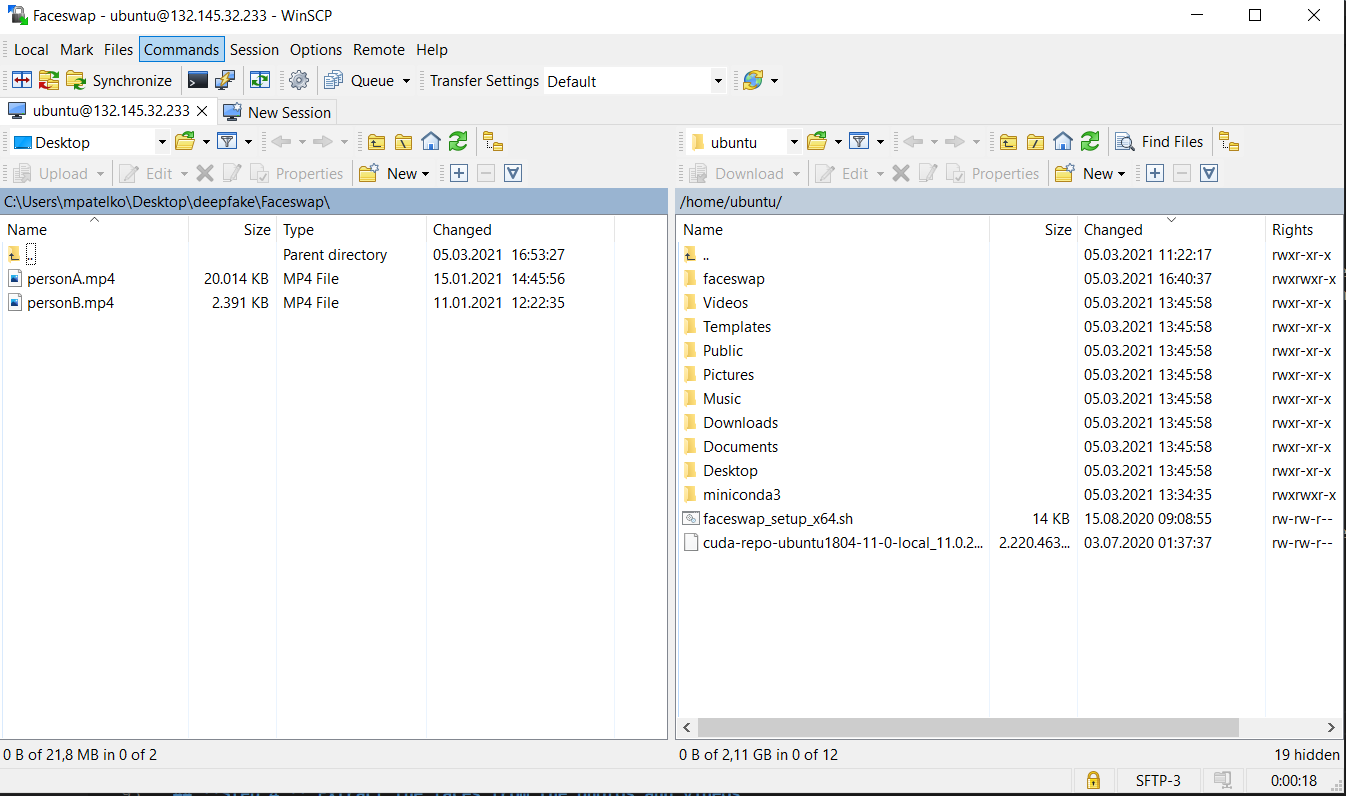 Faceswap - ubuntu@132.145.32.233 - WinSCP
Local Mark Files Commands Session Options Remote Help
Synchronize Queue Transfer Settings Default
ubuntu@132.145.32.233 New Session
Desktop ubuntu Find Files
Upload Edit Properties New Download Edit Properties New
C:\Users\mpatelko\Desktop\deepfake\Faceswap\ /home/ubuntu/
Name Size Type Changed Name Size Changed Rights
.. Parent directory 05.03.2021 16:53:27 .. 05.03.2021 11:22:17 rwxr-xr-x
personA.mp4 20.014 KB MP4 File 15.01.2021 14:45:56 faceswap 05.03.2021 16:40:37 rwxrwxr-x
personB.mp4 2.391 KB MP4 File 11.01.2021 12:22:35 Videos 05.03.2021 13:45:58 rwxr-xr-x
Templates 05.03.2021 13:45:58 rwxr-xr-x
Public 05.03.2021 13:45:58 rwxr-xr-x
Pictures 05.03.2021 13:45:58 rwxr-xr-x
Music 05.03.2021 13:45:58 rwxr-xr-x
Downloads 05.03.2021 13:45:58 rwxr-xr-x
Documents 05.03.2021 13:45:58 rwxr-xr-x
Desktop 05.03.2021 13:45:58 rwxr-xr-x
miniconda3 05.03.2021 13:34:35 rwxrwxr-x
faceswap_setup_x64.sh 14 KB 15.08.2020 09:08:55 rw-rw-r--
cuda-repo-ubuntu1804-11-0-local_11.0.2... 2.220.463... 03.07.2020 01:37:37 rw-rw-r--
0 B of 21,8 MB in 0 of 2 0 B of 2,11 GB in 0 of 12 19 hidden
SFTP-3 0:00:18